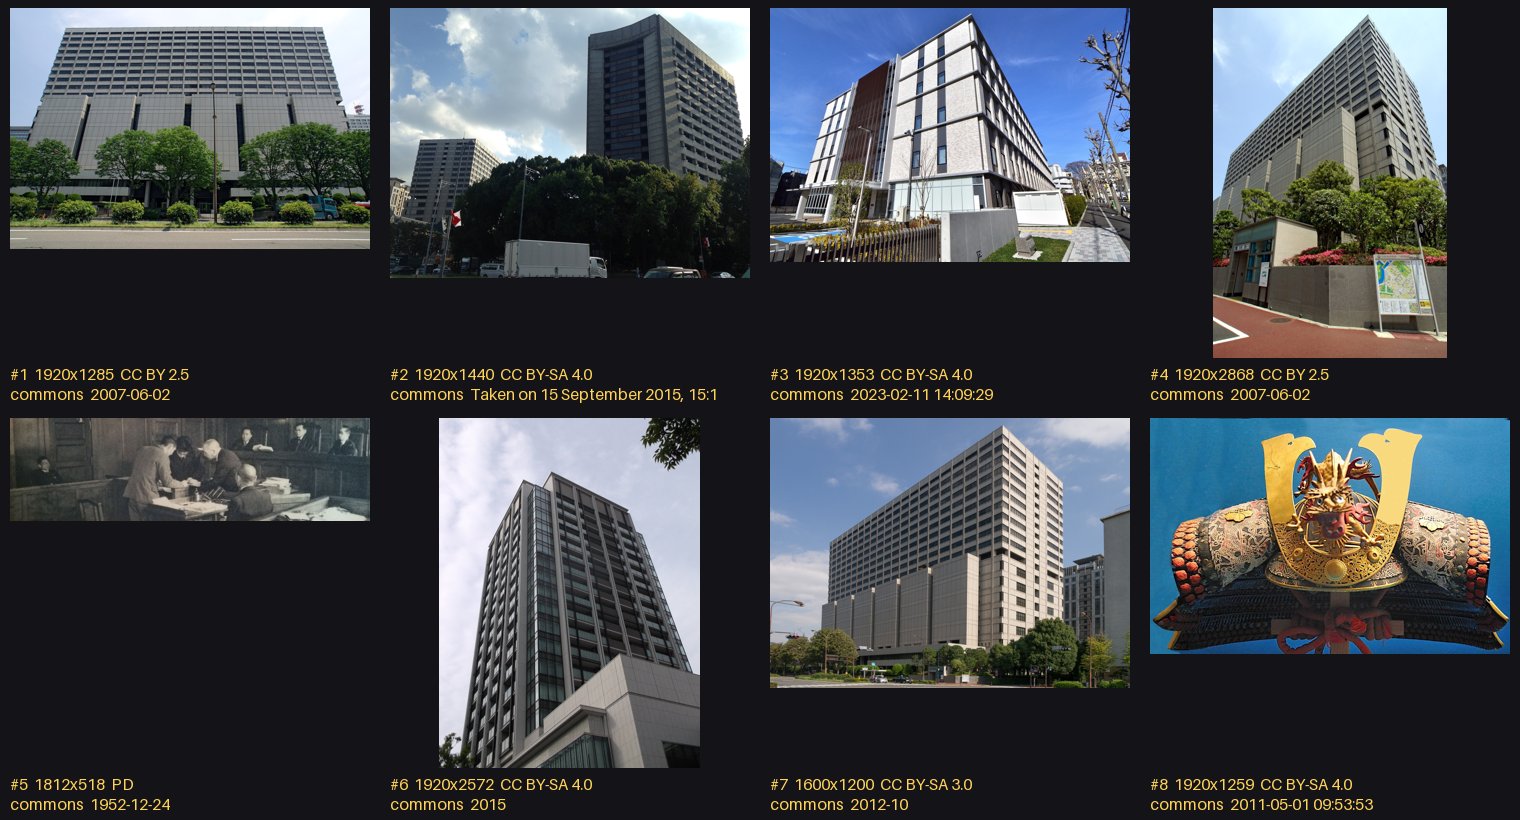 #1 1920x1285 CC BY 2.5
commons 2007-06-02
#2 1920x1440 CC BY-SA 4.0
commons Taken on 15 September 2015, 15:1
#3 1920x1353 CC BY-SA 4.0
commons 2023-02-11 14:09:29
#4 1920x2868 CC BY 2.5
commons 2007-06-02
#5 1812x518 PD
commons 1952-12-24
#6 1920x2572 CC BY-SA 4.0
commons 2015
#7 1600x1200 CC BY-SA 3.0
commons 2012-10
#8 1920x1259 CC BY-SA 4.0
commons 2011-05-01 09:53:53